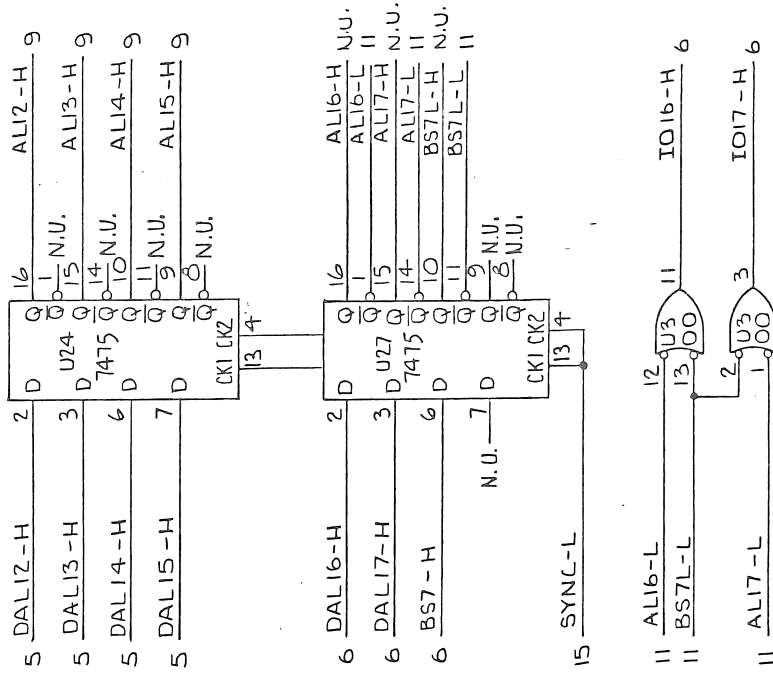 5 DAL12-H 2 D Q 16 AL12-H 9
Q 1 N.U.
5 DAL13-H 3 D Q 15 AL13-H 9
U24
Q 14 N.U.
7475
5 DAL14-H 6 D Q 10 AL14-H 9
Q 11 N.U.
5 DAL15-H 7 D Q 9 AL15-H 9
Q 8 N.U.
CK1 CK2
13 4
6 DAL16-H 2 D Q 16 AL16-H N.U.
Q 1 AL16-L 11
6 DAL17-H 3 D Q 15 AL17-H N.U.
U27
Q 14 AL17-L 11
7475
6 BS7-H 6 D Q 10 BS7L-H N.U.
Q 11 BS7L-L 11
N.U. 7 D Q 9 N.U.
Q 8 N.U.
CK1 CK2
13 4
15 SYNC-L
11 AL16-L 12 U3 11 IO16-H 6
11 BS7L-L 13 00
2 U3 3 IO17-H 6
11 AL17-L 1 00